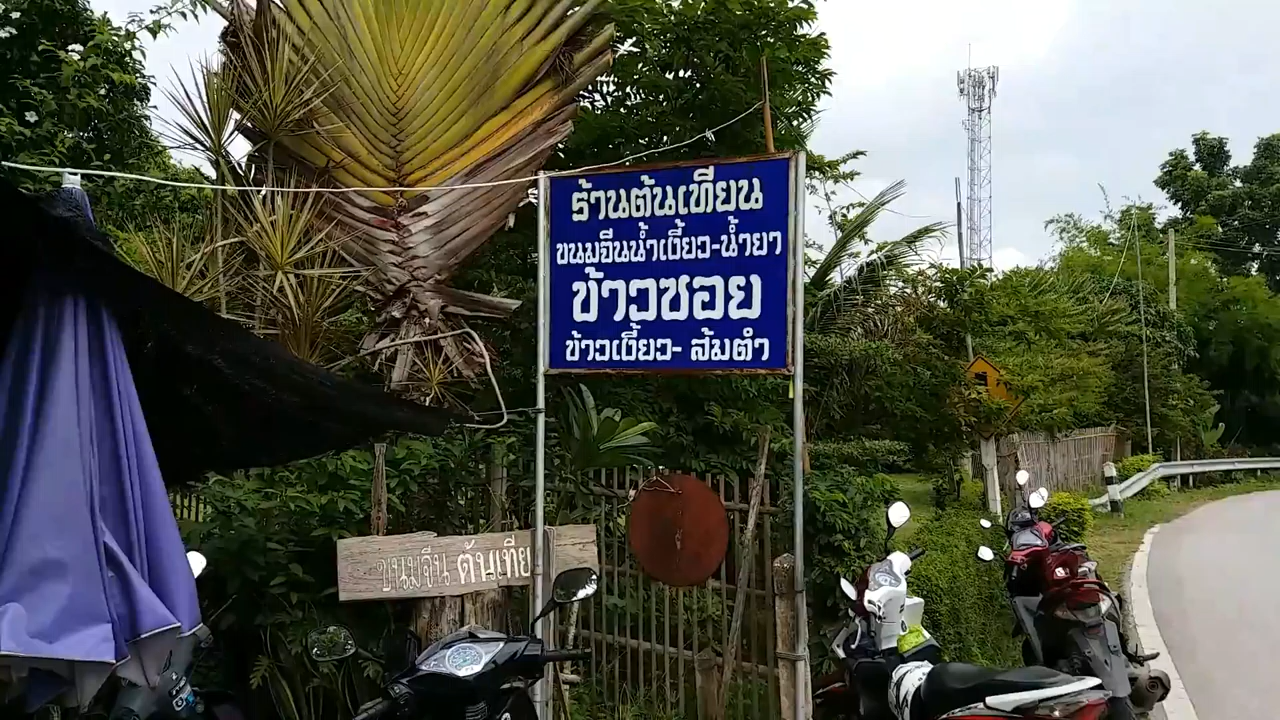 ร้านต้นเทียน
ขนมจีนน้ำเงี้ยว-น้ำยา
ข้าวซอย
ข้าวเงี้ยว- ส้มตำ
ขนมจีน ต้นเทีย